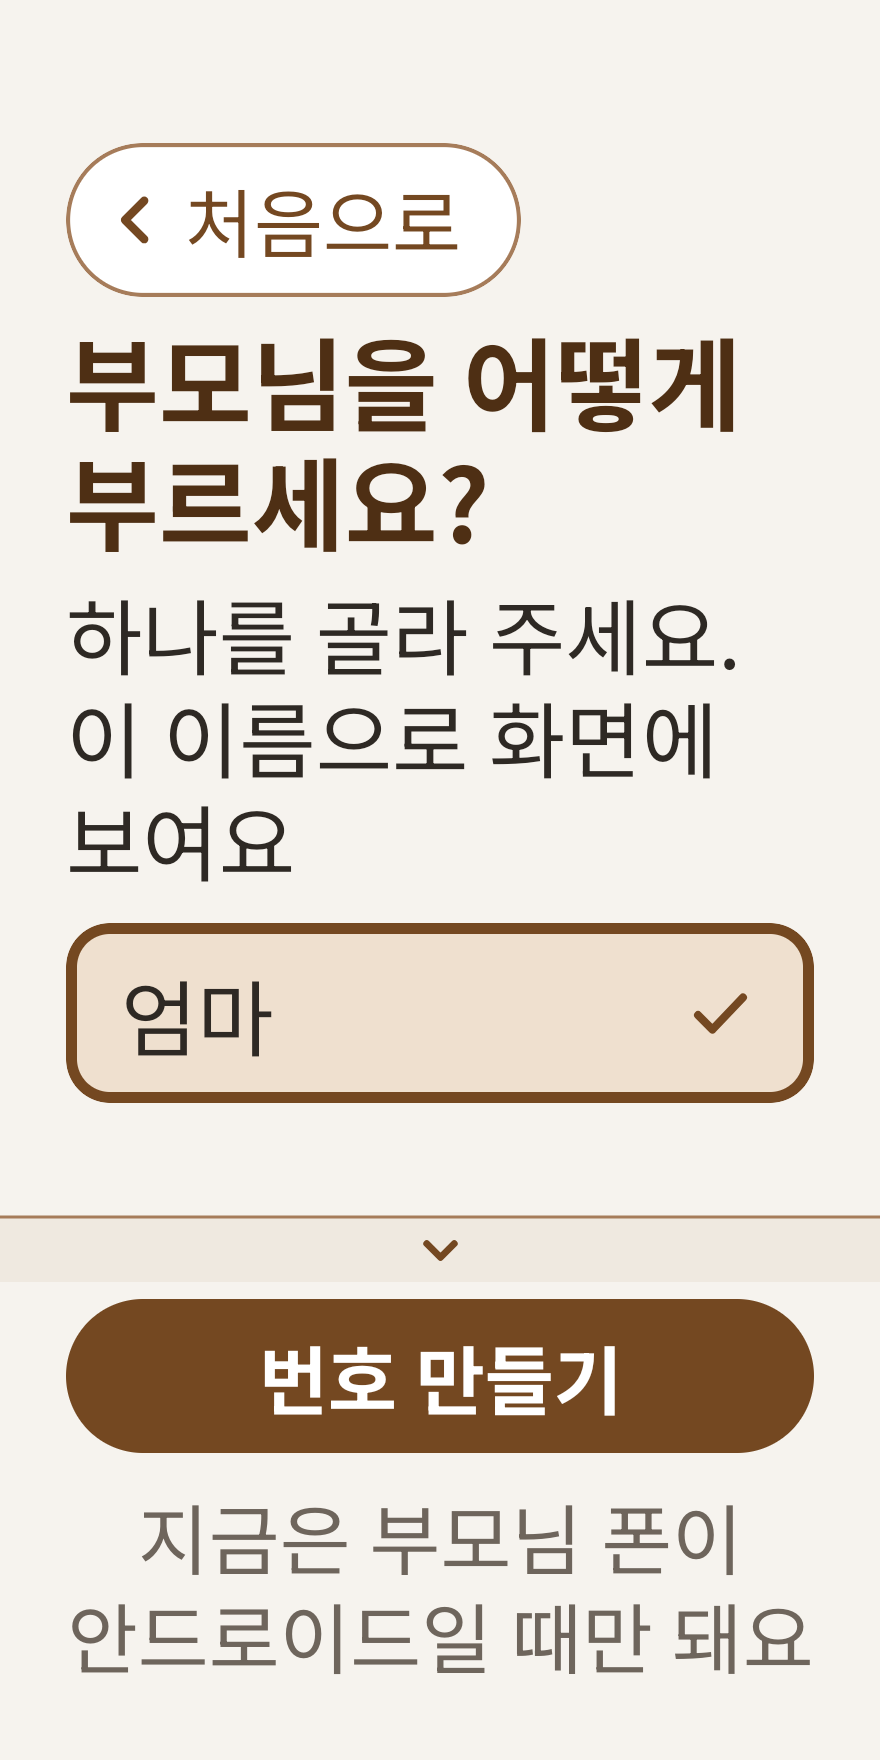 처음으로
부모님을 어떻게
부르세요?
하나를 골라 주세요.
이 이름으로 화면에
보여요
엄마
번호 만들기
지금은 부모님 폰이
안드로이드일 때만 돼요